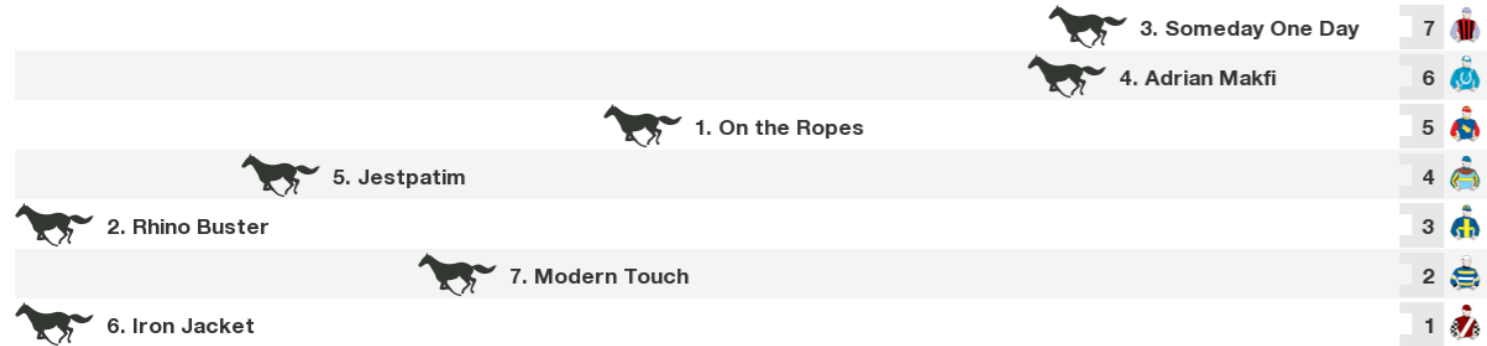 3. Someday One Day 7
4. Adrian Makfi 6
1. On the Ropes 5
5. Jestpatim 4
2. Rhino Buster 3
7. Modern Touch 2
6. Iron Jacket 1